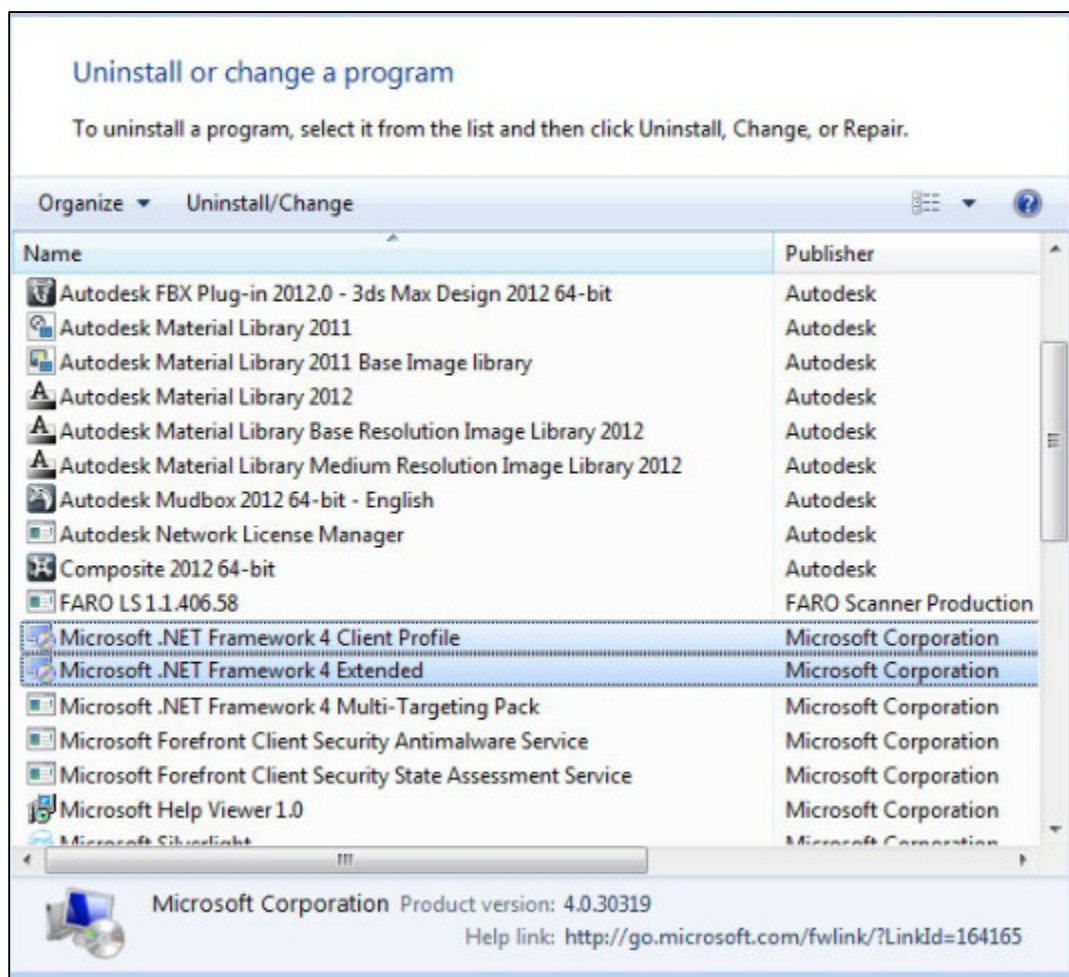 Uninstall or change a program
To uninstall a program, select it from the list and then click Uninstall, Change, or Repair.
Organize Uninstall/Change
Name Publisher
Autodesk FBX Plug-in 2012.0 - 3ds Max Design 2012 64-bit Autodesk
Autodesk Material Library 2011 Autodesk
Autodesk Material Library 2011 Base Image library Autodesk
Autodesk Material Library 2012 Autodesk
Autodesk Material Library Base Resolution Image Library 2012 Autodesk
Autodesk Material Library Medium Resolution Image Library 2012 Autodesk
Autodesk Mudbox 2012 64-bit - English Autodesk
Autodesk Network License Manager Autodesk
Composite 2012 64-bit Autodesk
FARO LS 1.1.406.58 FARO Scanner Production
Microsoft .NET Framework 4 Client Profile Microsoft Corporation
Microsoft .NET Framework 4 Extended Microsoft Corporation
Microsoft .NET Framework 4 Multi-Targeting Pack Microsoft Corporation
Microsoft Forefront Client Security Antimalware Service Microsoft Corporation
Microsoft Forefront Client Security State Assessment Service Microsoft Corporation
Microsoft Help Viewer 1.0 Microsoft Corporation
Microsoft Silverlight Microsoft Corporation
Microsoft Corporation Product version: 4.0.30319
Help link: http://go.microsoft.com/fwlink/?LinkId=164165